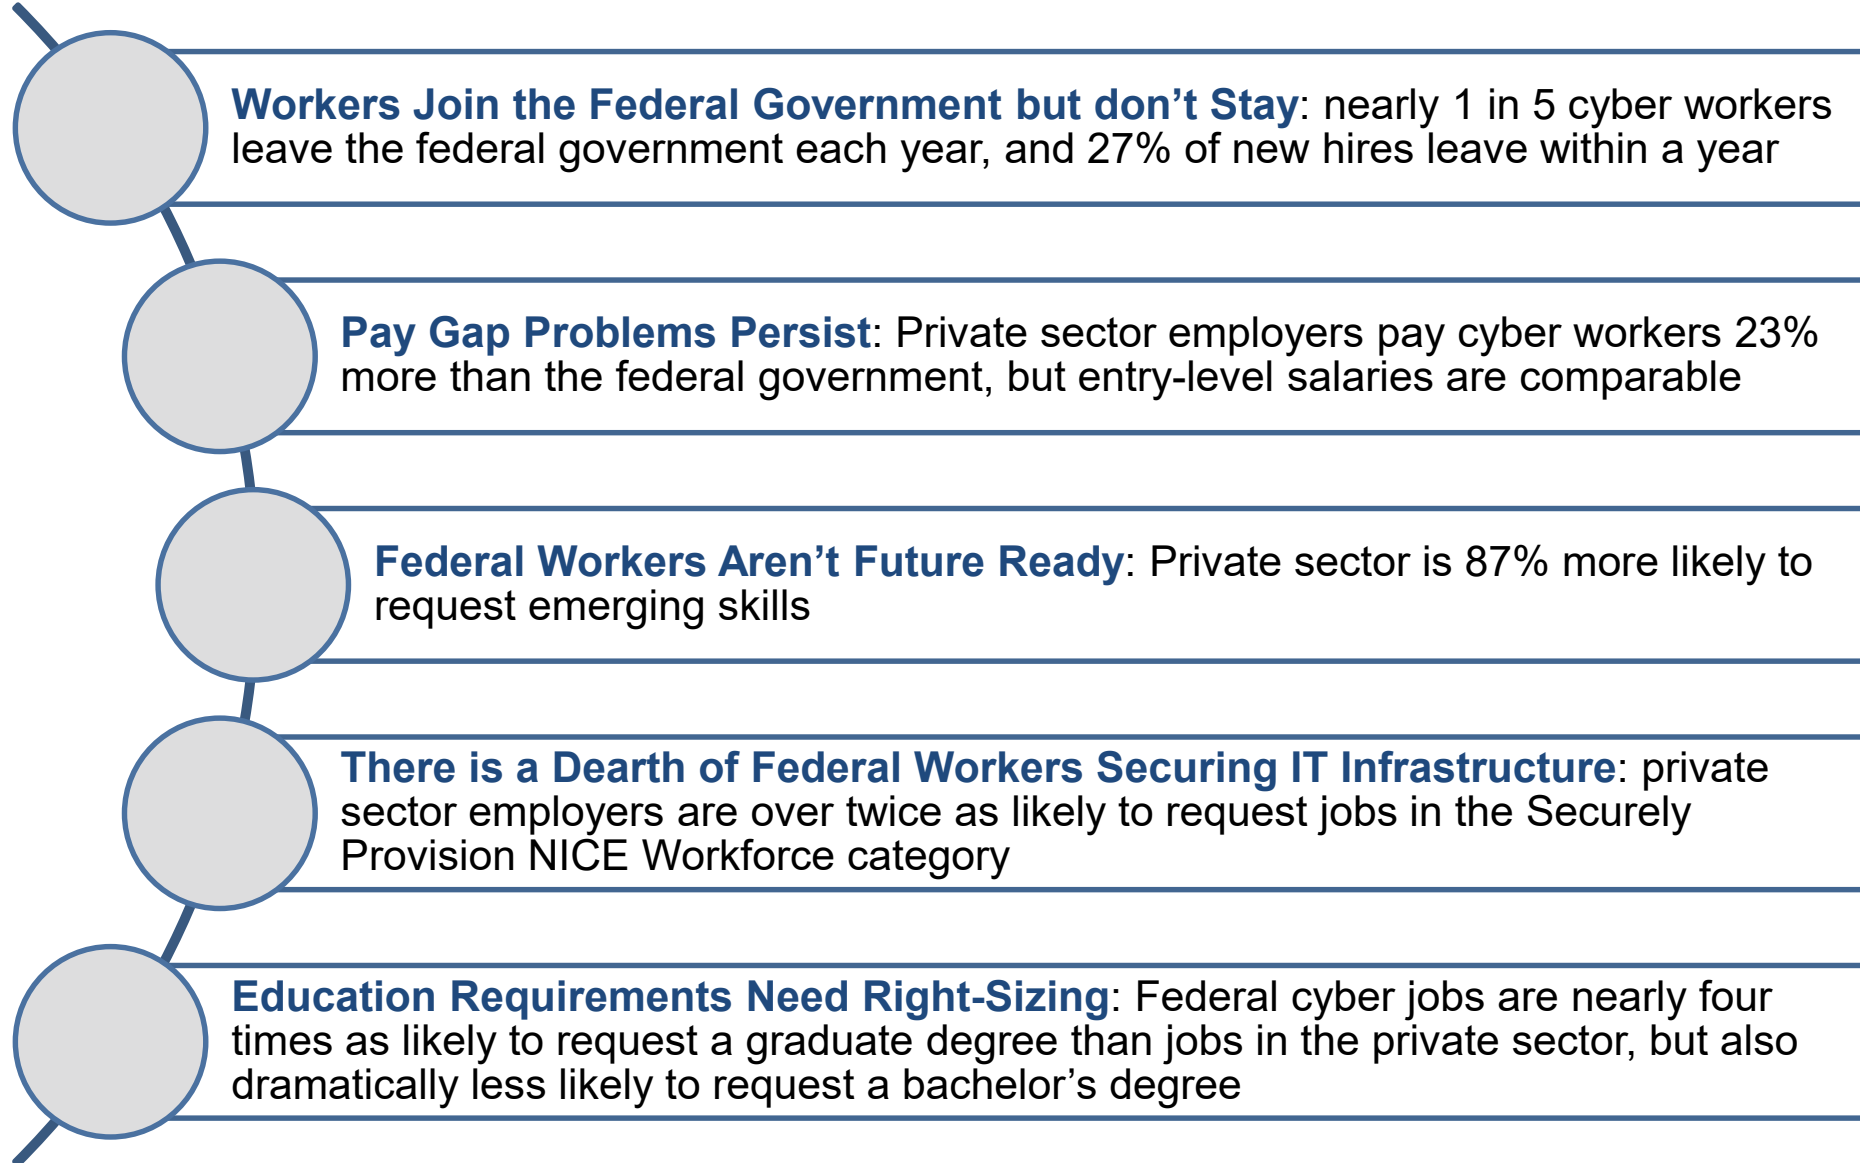 Workers Join the Federal Government but don’t Stay: nearly 1 in 5 cyber workers
leave the federal government each year, and 27% of new hires leave within a year
Pay Gap Problems Persist: Private sector employers pay cyber workers 23%
more than the federal government, but entry-level salaries are comparable
Federal Workers Aren’t Future Ready: Private sector is 87% more likely to
request emerging skills
There is a Dearth of Federal Workers Securing IT Infrastructure: private
sector employers are over twice as likely to request jobs in the Securely
Provision NICE Workforce category
Education Requirements Need Right-Sizing: Federal cyber jobs are nearly four
times as likely to request a graduate degree than jobs in the private sector, but also
dramatically less likely to request a bachelor’s degree